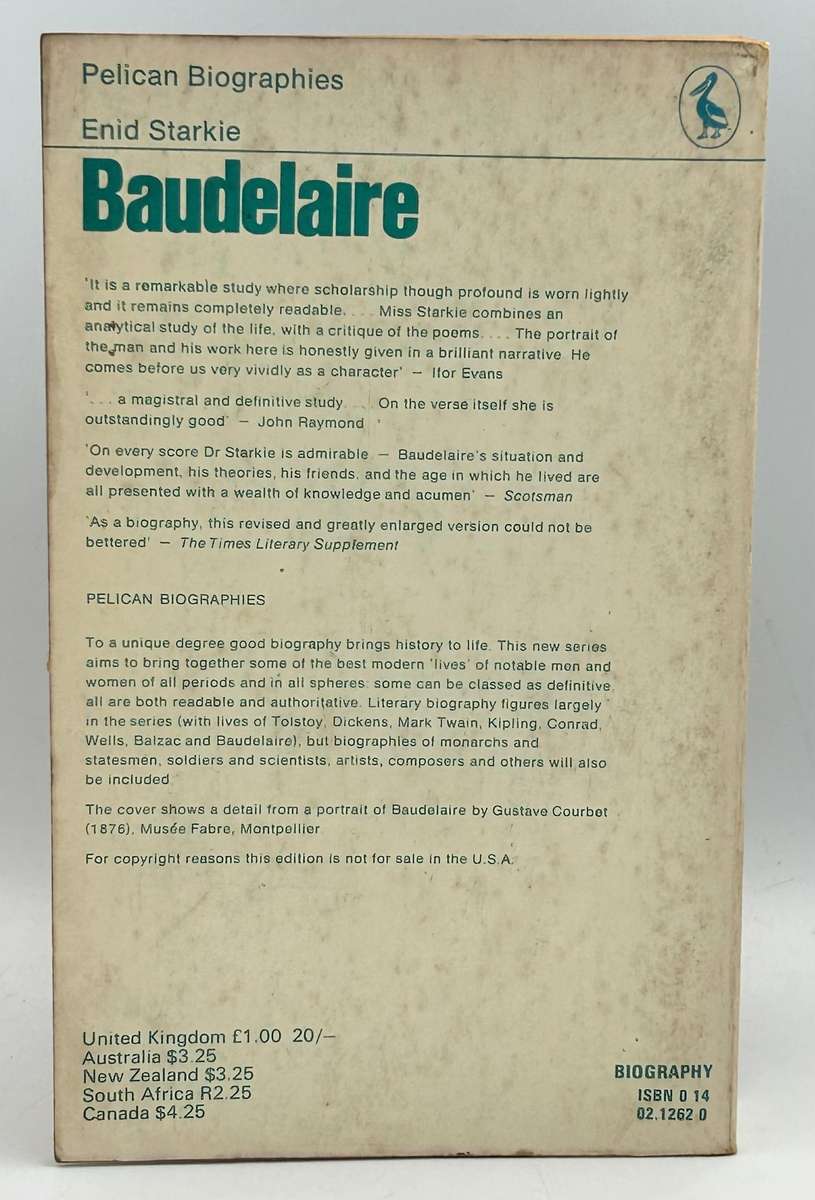 Pelican Biographies
Enid Starkie
Baudelaire
'It is a remarkable study where scholarship though profound is worn lightly
and it remains completely readable. . . . Miss Starkie combines an
analytical study of the life, with a critique of the poems. . . . The portrait of
the man and his work here is honestly given in a brilliant narrative. He
comes before us very vividly as a character' – Ifor Evans
'. . . a magistral and definitive study. . . . On the verse itself she is
outstandingly good' – John Raymond
'On every score Dr Starkie is admirable – Baudelaire's situation and
development, his theories, his friends, and the age in which he lived are
all presented with a wealth of knowledge and acumen' – Scotsman
'As a biography, this revised and greatly enlarged version could not be
bettered' – The Times Literary Supplement
PELICAN BIOGRAPHIES
To a unique degree good biography brings history to life. This new series
aims to bring together some of the best modern 'lives' of notable men and
women of all periods and in all spheres: some can be classed as definitive,
all are both readable and authoritative. Literary biography figures largely
in the series (with lives of Tolstoy, Dickens, Mark Twain, Kipling, Conrad,
Wells, Balzac and Baudelaire), but biographies of monarchs and
statesmen, soldiers and scientists, artists, composers and others will also
be included.
The cover shows a detail from a portrait of Baudelaire by Gustave Courbet
(1876), Musée Fabre, Montpellier.
For copyright reasons this edition is not for sale in the U.S.A.
United Kingdom £1.00 20/–
Australia $3.25
New Zealand $3.25
South Africa R2.25
Canada $4.25
BIOGRAPHY
ISBN 0 14
02.1262 0